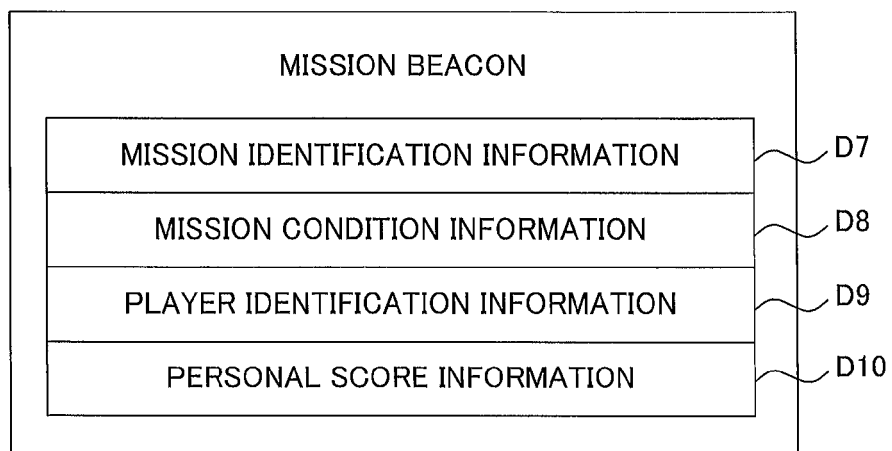 MISSION BEACON
MISSION IDENTIFICATION INFORMATION D7
MISSION CONDITION INFORMATION D8
PLAYER IDENTIFICATION INFORMATION D9
PERSONAL SCORE INFORMATION D10